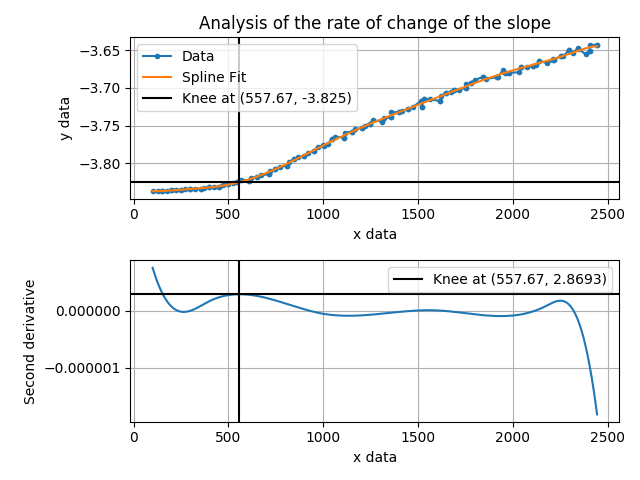 Analysis of the rate of change of the slope
Data
Spline Fit
Knee at (557.67, -3.825)
y data
−3.65
−3.70
−3.75
−3.80
0 500 1000 1500 2000 2500
x data
Knee at (557.67, 2.8693)
Second derivative
0.000000
−0.000001
0 500 1000 1500 2000 2500
x data